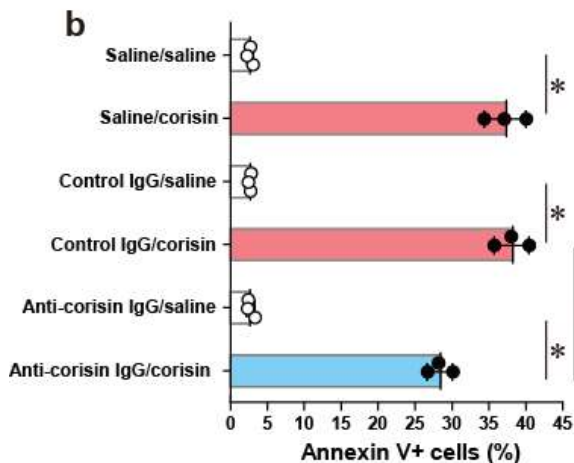 b
Saline/saline
Saline/corisin
*
Control IgG/saline
Control IgG/corisin
*
Anti-corisin IgG/saline
Anti-corisin IgG/corisin
*
0 5 10 15 20 25 30 35 40 45
Annexin V+ cells (%)